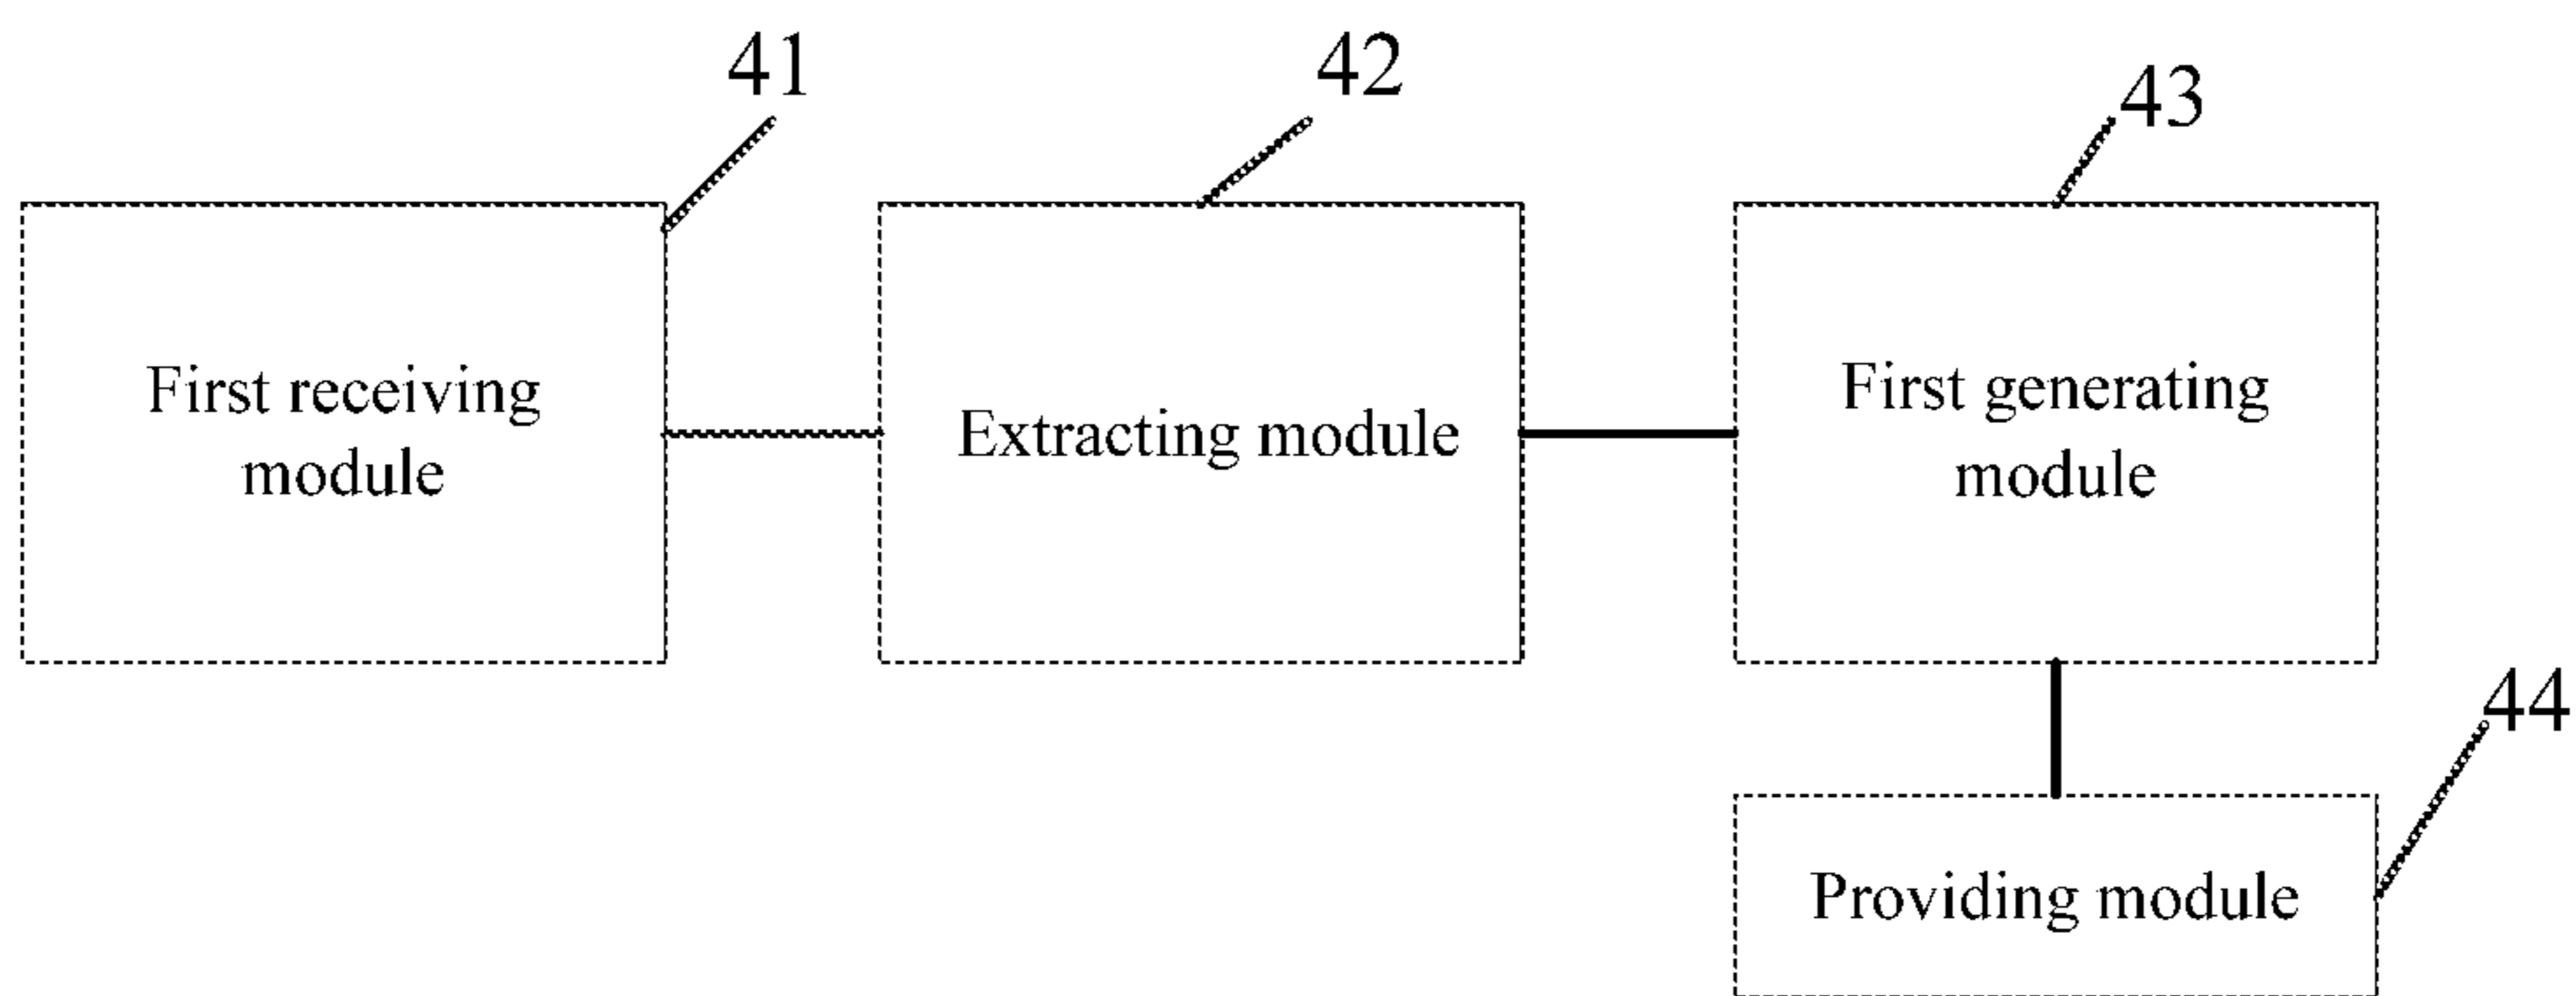 41
42
43
First receiving
module
Extracting module
First generating
module
44
Providing module